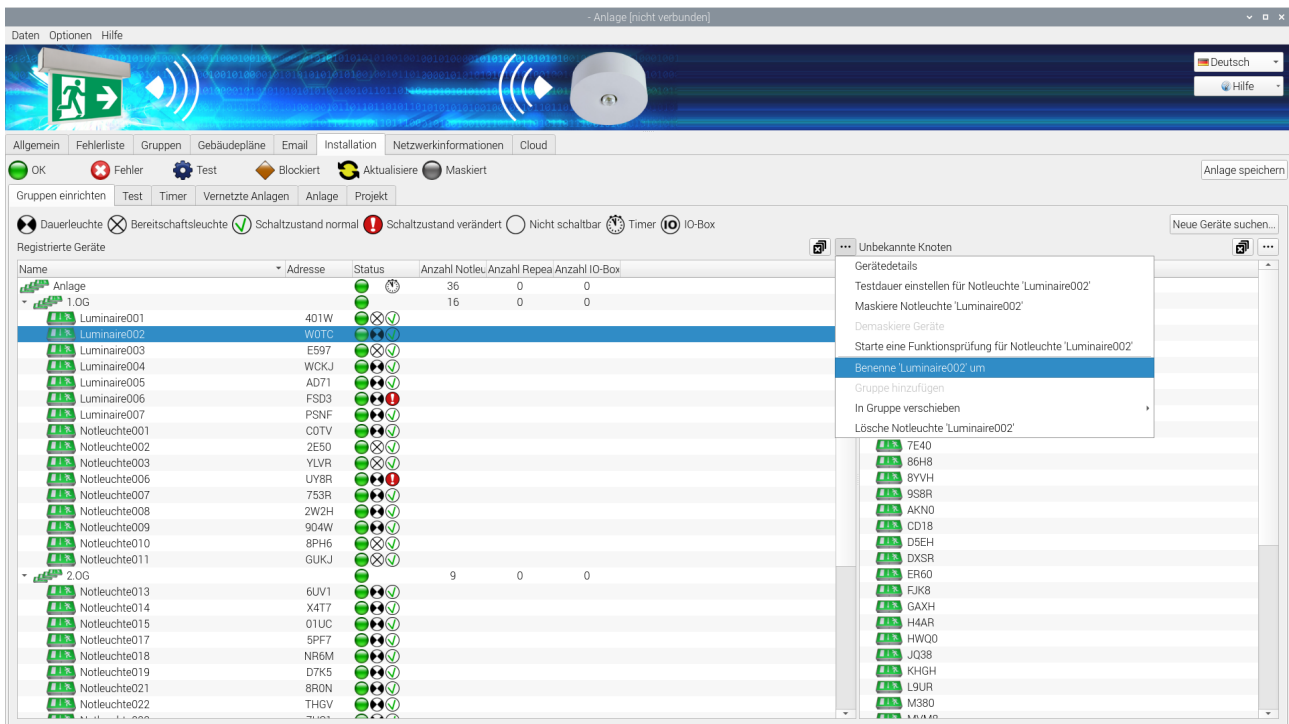 - Anlage [nicht verbunden]
Daten Optionen Hilfe
Deutsch
Hilfe
Allgemein Fehlerliste Gruppen Gebäudepläne Email Installation Netzwerkinformationen Cloud
OK Fehler Test Blockiert Aktualisiere Maskiert Anlage speichern
Gruppen einrichten Test Timer Vernetzte Anlagen Anlage Projekt
Dauerleuchte Bereitschaftsleuchte Schaltzustand normal Schaltzustand verändert Nicht schaltbar Timer IO IO-Box Neue Geräte suchen...
Registrierte Geräte Unbekannte Knoten
Name Adresse Status Anzahl Notleu Anzahl Repea Anzahl IO-Box
Anlage 36 0 0
1.OG 16 0 0
Luminaire001 401W
Luminaire002 W0TC
Luminaire003 E597
Luminaire004 WCKJ
Luminaire005 AD71
Luminaire006 FSD3
Luminaire007 PSNF
Notleuchte001 C0TV
Notleuchte002 2E50
Notleuchte003 YLVR
Notleuchte006 UY8R
Notleuchte007 753R
Notleuchte008 2W2H
Notleuchte009 904W
Notleuchte010 8PH6
Notleuchte011 GUKJ
2.OG 9 0 0
Notleuchte013 6UV1
Notleuchte014 X4T7
Notleuchte015 01UC
Notleuchte017 5PF7
Notleuchte018 NR6M
Notleuchte019 D7K5
Notleuchte021 8R0N
Notleuchte022 THGV
Gerätedetails
Testdauer einstellen für Notleuchte 'Luminaire002'
Maskiere Notleuchte 'Luminaire002'
Demaskiere Geräte
Starte eine Funktionsprüfung für Notleuchte 'Luminaire002'
Benenne 'Luminaire002' um
Gruppe hinzufügen
In Gruppe verschieben
Lösche Notleuchte 'Luminaire002'
7E40
86H8
8YVH
9S8R
AKN0
CD18
D5EH
DXSR
ER60
FJK8
GAXH
H4AR
HWQ0
JQ38
KHGH
L9UR
M380